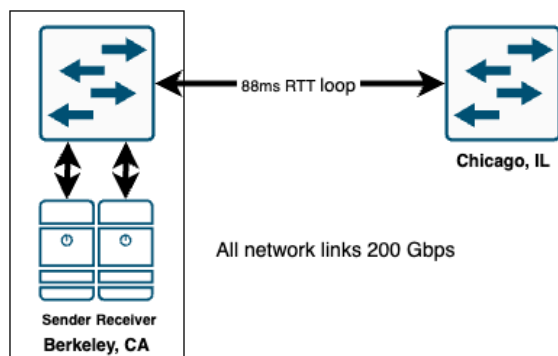 88ms RTT loop
Chicago, IL
All network links 200 Gbps
Sender Receiver
Berkeley, CA